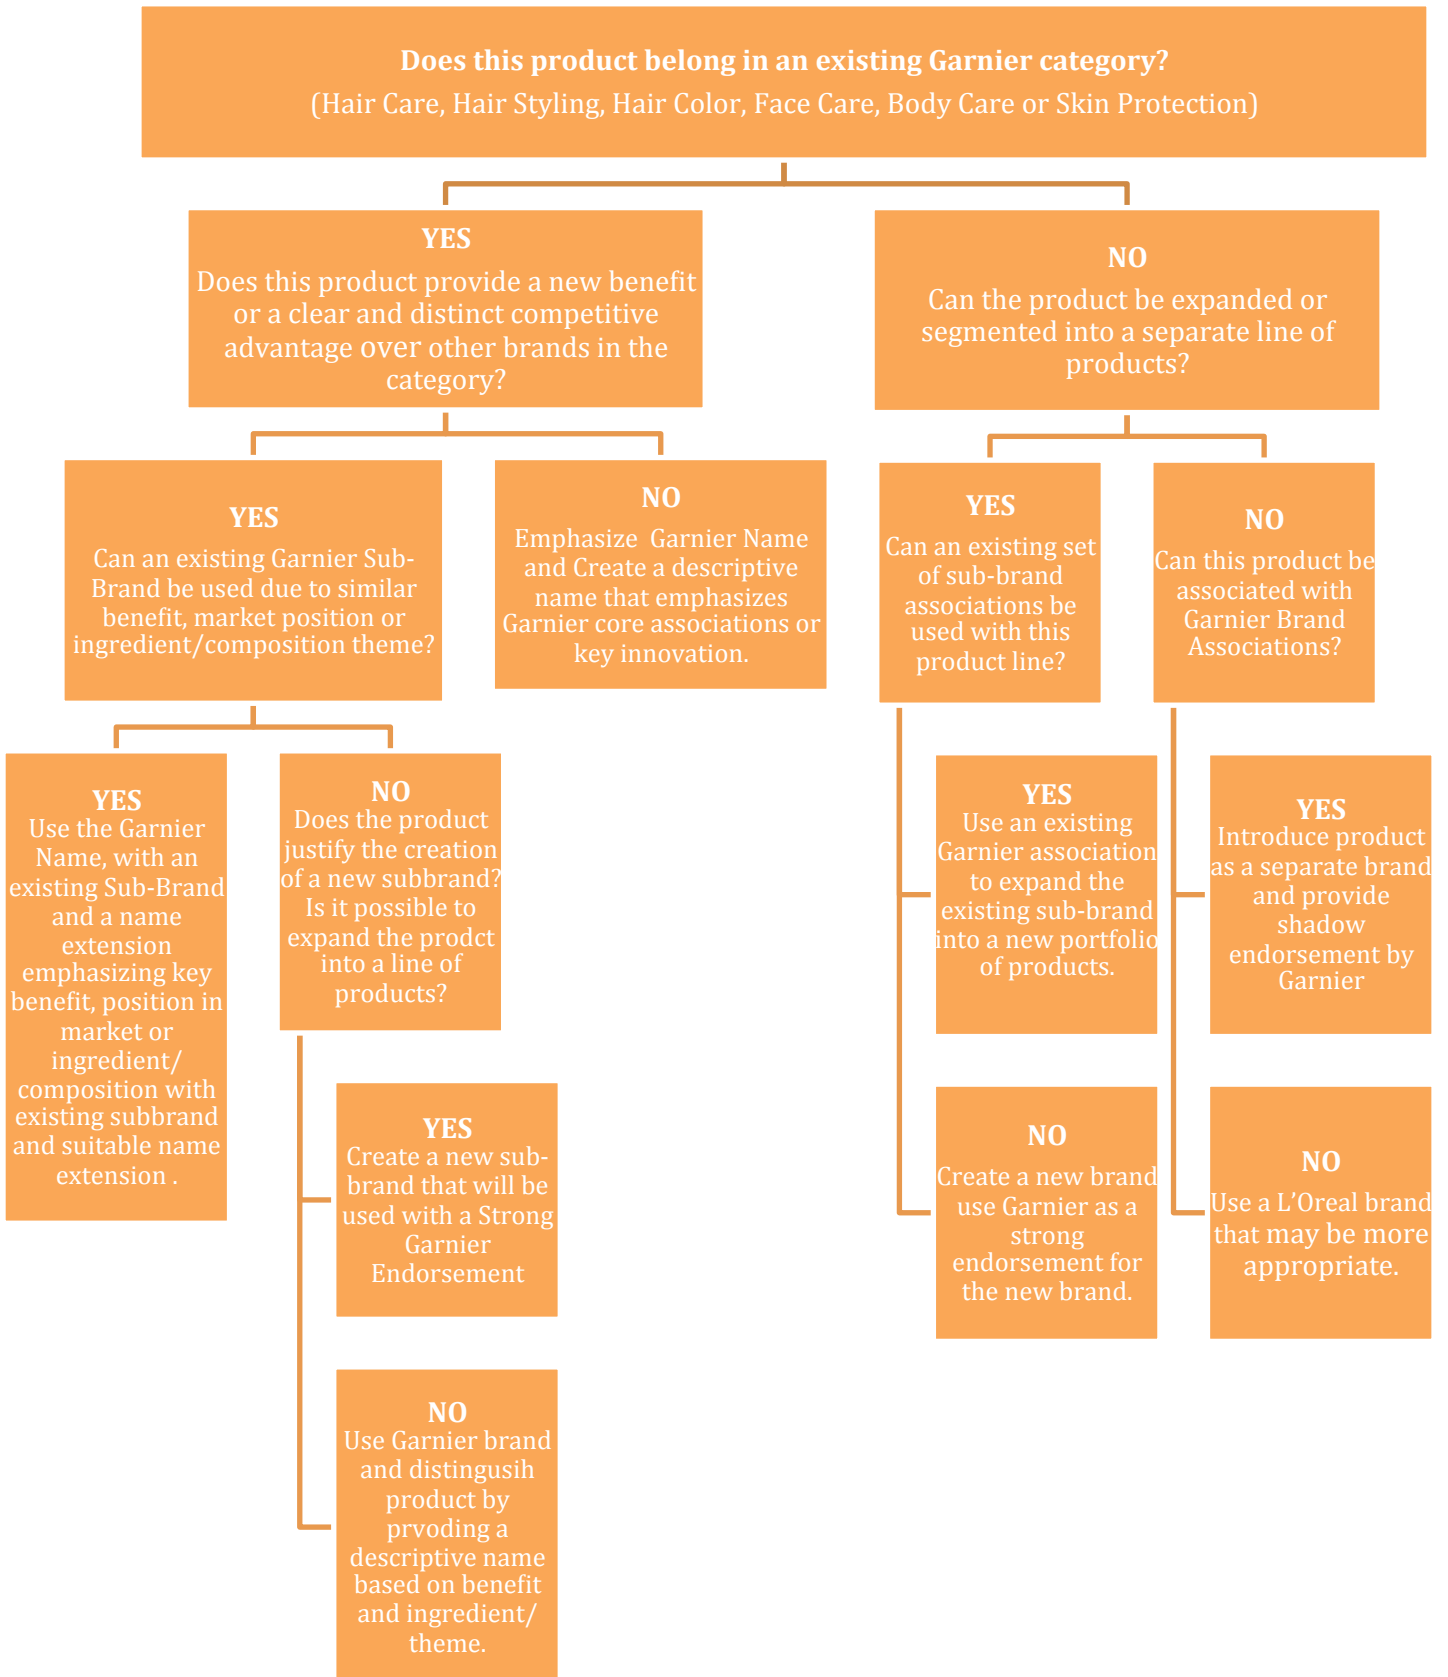 Does this product belong in an existing Garnier category?
(Hair Care, Hair Styling, Hair Color, Face Care, Body Care or Skin Protection)
YES
Does this product provide a new benefit
or a clear and distinct competitive
advantage over other brands in the
category?
NO
Can the product be expanded or
segmented into a separate line of
products?
YES
Can an existing Garnier Sub-
Brand be used due to similar
benefit, market position or
ingredient/composition theme?
NO
Emphasize  Garnier Name
and Create a descriptive
name that emphasizes
Garnier core associations or
key innovation.
YES
Can an existing set
of sub-brand
associations be
used with this
product line?
NO
Can this product be
associated with
Garnier Brand
Associations?
YES
Use the Garnier
Name, with an
existing Sub-Brand
and a name
extension
emphasizing key
benefit, position in
market or
ingredient/
composition with
existing subbrand
and suitable name
extension .
NO
Does the product
justify the creation
of a new subbrand?
Is it possible to
expand the prodct
into a line of
products?
YES
Create a new sub-
brand that will be
used with a Strong
Garnier
Endorsement
NO
Use Garnier brand
and distingusih
product by
prvoding a
descriptive name
based on benefit
and ingredient/
theme.
YES
Use an existing
Garnier association
to expand the
existing sub-brand
into a new portfolio
of products.
NO
Create a new brand
use Garnier as a
strong
endorsement for
the new brand.
YES
Introduce product
as a separate brand
and provide
shadow
endorsement by
Garnier
NO
Use a L’Oreal brand
that may be more
appropriate.